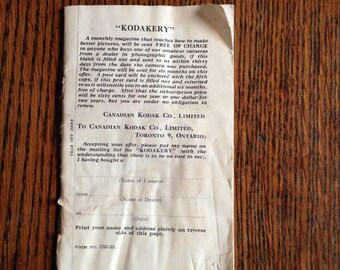 "KODAKERY"
A monthly magazine that teaches how to make
better pictures, will be sent FREE OF CHARGE
to anyone who buys one of our amateur cameras
from a dealer in photographic goods, if this
blank is filled out and sent to us within thirty
days from the date the camera was purchased.
The magazine will be sent for six months on this
offer. A post card will be enclosed with the fifth
copy, if this post card is filled out and returned
to us it will entitle you to an additional six months,
free of charge. After that the subscription price
will be sixty cents for one year or one dollar for
two years, but you are under no obligation to
renew.
CANADIAN KODAK CO., LIMITED
TO CANADIAN KODAK CO., LIMITED,
TORONTO 9, ONTARIO:
Accepting your offer, please put my name on
the mailing list for "KODAKERY" (with the
understanding that there is to be no cost to me),
I having bought a
(Name of Camera)
from
(Name of Dealer)
on
(Date)
Print your name and address plainly on reverse
side of this page.
FORM NO. 150-30.
TEAR OFF HERE